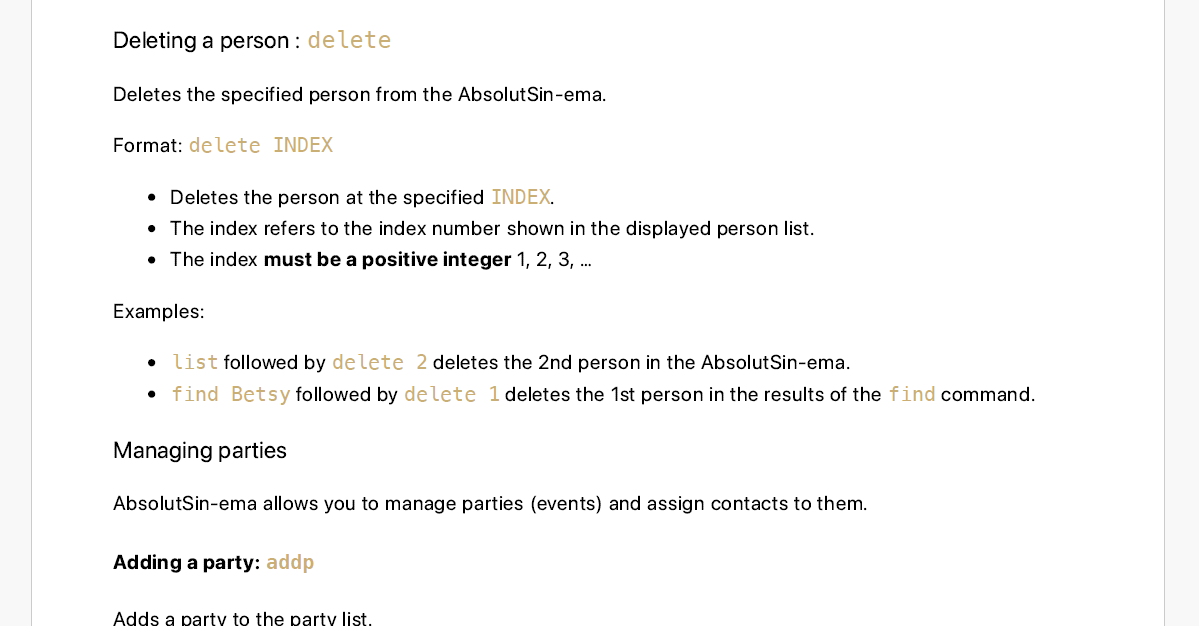 Deleting a person : delete
Deletes the specified person from the AbsolutSin-ema.
Format: delete INDEX
• Deletes the person at the specified INDEX.
• The index refers to the index number shown in the displayed person list.
• The index must be a positive integer 1, 2, 3, …
Examples:
• list followed by delete 2 deletes the 2nd person in the AbsolutSin-ema.
• find Betsy followed by delete 1 deletes the 1st person in the results of the find command.
Managing parties
AbsolutSin-ema allows you to manage parties (events) and assign contacts to them.
Adding a party: addp
Adds a party to the party list.